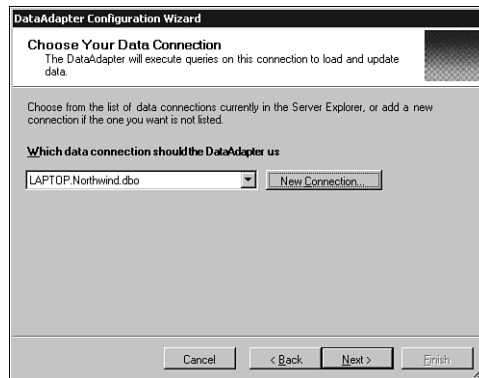 DataAdapter Configuration Wizard
Choose Your Data Connection
The DataAdapter will execute queries on this connection to load and update
data.
Choose from the list of data connections currently in the Server Explorer, or add a new
connection if the one you want is not listed.
Which data connection should the DataAdapter us
LAPTOP.Northwind.dbo
New Connection...
Cancel
< Back
Next >
Finish